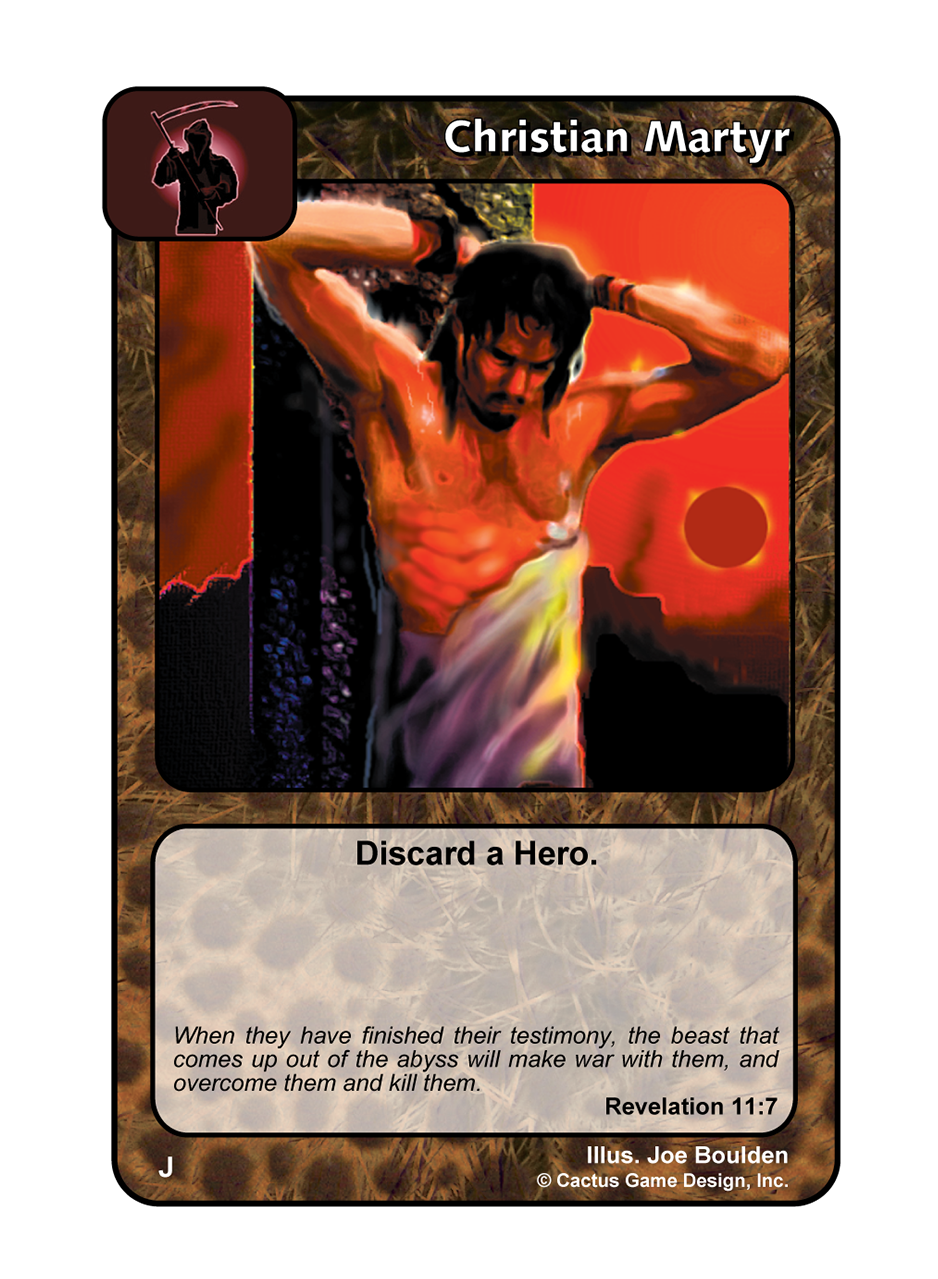 Christian Martyr
Discard a Hero.
When they have finished their testimony, the beast that
comes up out of the abyss will make war with them, and
overcome them and kill them.
Revelation 11:7
J
Illus. Joe Boulden
© Cactus Game Design, Inc.